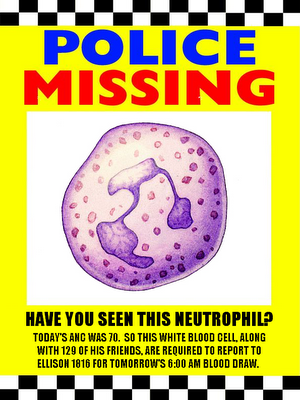 POLICE
MISSING
HAVE YOU SEEN THIS NEUTROPHIL?
TODAY'S ANC WAS 70. SO THIS WHITE BLOOD CELL, ALONG
WITH 129 OF HIS FRIENDS, ARE REQUIRED TO REPORT TO
ELLISON 1816 FOR TOMORROW'S 6:00 AM BLOOD DRAW.